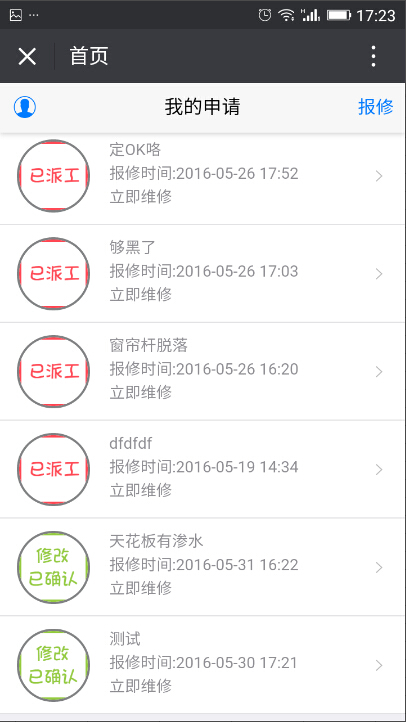 17:23
首页
我的申请
报修
已派工
定OK咯
报修时间:2016-05-26 17:52
立即维修
已派工
够黑了
报修时间:2016-05-26 17:03
立即维修
已派工
窗帘杆脱落
报修时间:2016-05-26 16:20
立即维修
已派工
dfdfdf
报修时间:2016-05-19 14:34
立即维修
修改
已确认
天花板有渗水
报修时间:2016-05-31 16:22
立即维修
修改
已确认
测试
报修时间:2016-05-30 17:21
立即维修